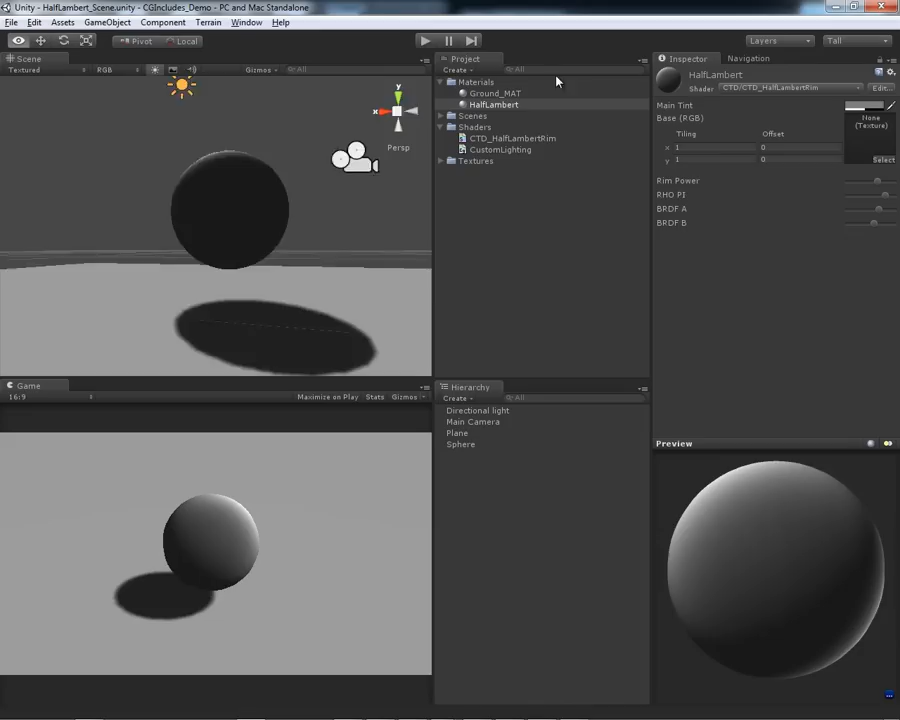 Unity - HalfLambert_Scene.unity - CGIncludes_Demo - PC and Mac Standalone
File Edit Assets GameObject Component Terrain Window Help
Pivot Local Layers Tall
Scene
Textured RGB Gizmos All
y
x
Persp
Project
Create All
Materials
Ground_MAT
HalfLambert
Scenes
Shaders
CTD_HalfLambertRim
CustomLighting
Textures
Inspector Navigation
HalfLambert
Shader CTD/CTD_HalfLambertRim Edit...
Main Tint
Base (RGB) None
(Texture)
Tiling Offset
x 1 0
y 1 0 Select
Rim Power
RHO PI
BRDF A
BRDF B
Game
16:9 Maximize on Play Stats Gizmos
Hierarchy
Create All
Directional light
Main Camera
Plane
Sphere
Preview